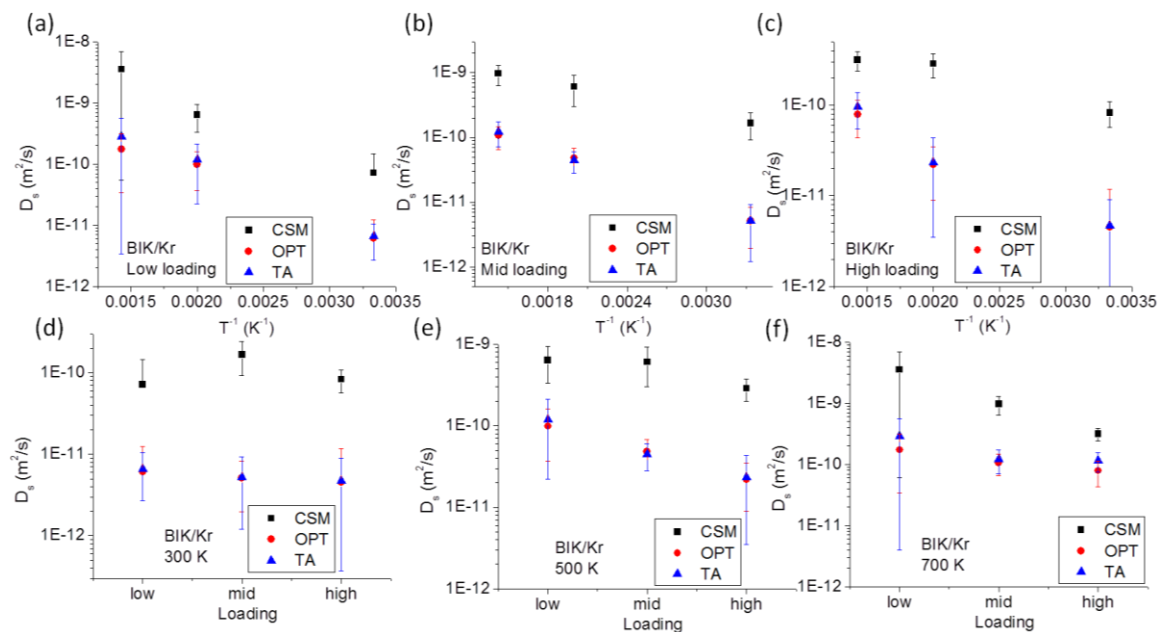 (a)
1E-8
1E-9
1E-10
1E-11
1E-12
D_s (m²/s)
BIK/Kr
Low loading
CSM
OPT
TA
0.0015 0.0020 0.0025 0.0030 0.0035
T⁻¹ (K⁻¹)
(b)
1E-9
1E-10
1E-11
1E-12
D_s (m²/s)
BIK/Kr
Mid loading
CSM
OPT
TA
0.0018 0.0024 0.0030
T⁻¹ (K⁻¹)
(c)
1E-10
1E-11
1E-12
D_s (m²/s)
BIK/Kr
High loading
CSM
OPT
TA
0.0015 0.0020 0.0025 0.0030 0.0035
T⁻¹ (K⁻¹)
(d)
1E-10
1E-11
1E-12
D_s (m²/s)
BIK/Kr
300 K
CSM
OPT
TA
low mid high
Loading
(e)
1E-9
1E-10
1E-11
1E-12
D_s (m²/s)
BIK/Kr
500 K
CSM
OPT
TA
low mid high
Loading
(f)
1E-8
1E-9
1E-10
1E-11
1E-12
D_s (m²/s)
BIK/Kr
700 K
CSM
OPT
TA
low mid high
Loading